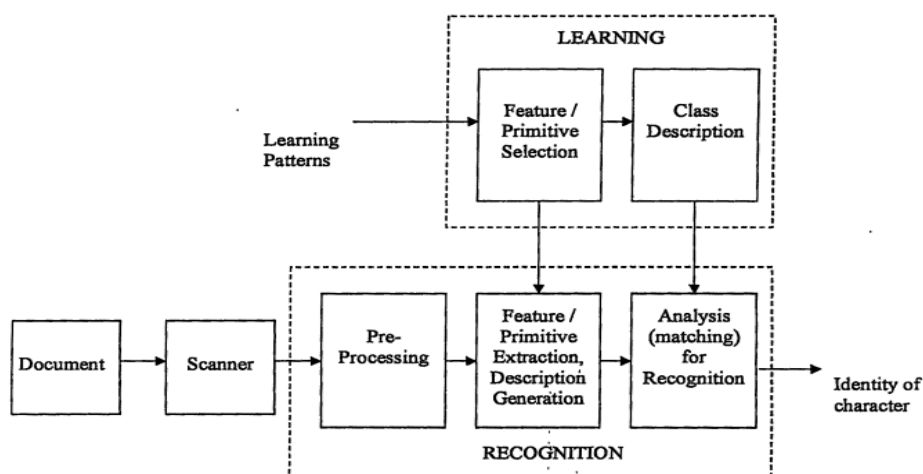 LEARNING
Learning
Patterns
Feature /
Primitive
Selection
Class
Description
Document
Scanner
Pre-
Processing
Feature /
Primitive
Extraction,
Description
Generation
Analysis
(matching)
for
Recognition
Identity of
character
RECOGNITION